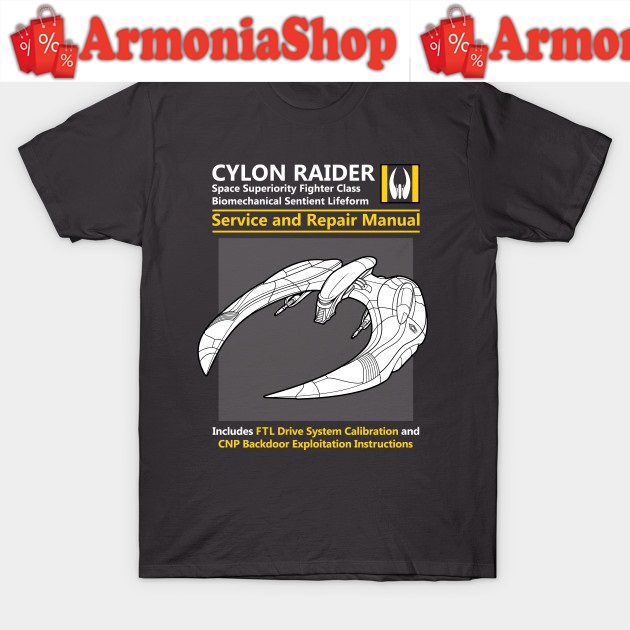 % % % ArmoniaShop % % % Armon
CYLON RAIDER
Space Superiority Fighter Class
Biomechanical Sentient Lifeform
Service and Repair Manual
Includes FTL Drive System Calibration and
CNP Backdoor Exploitation Instructions